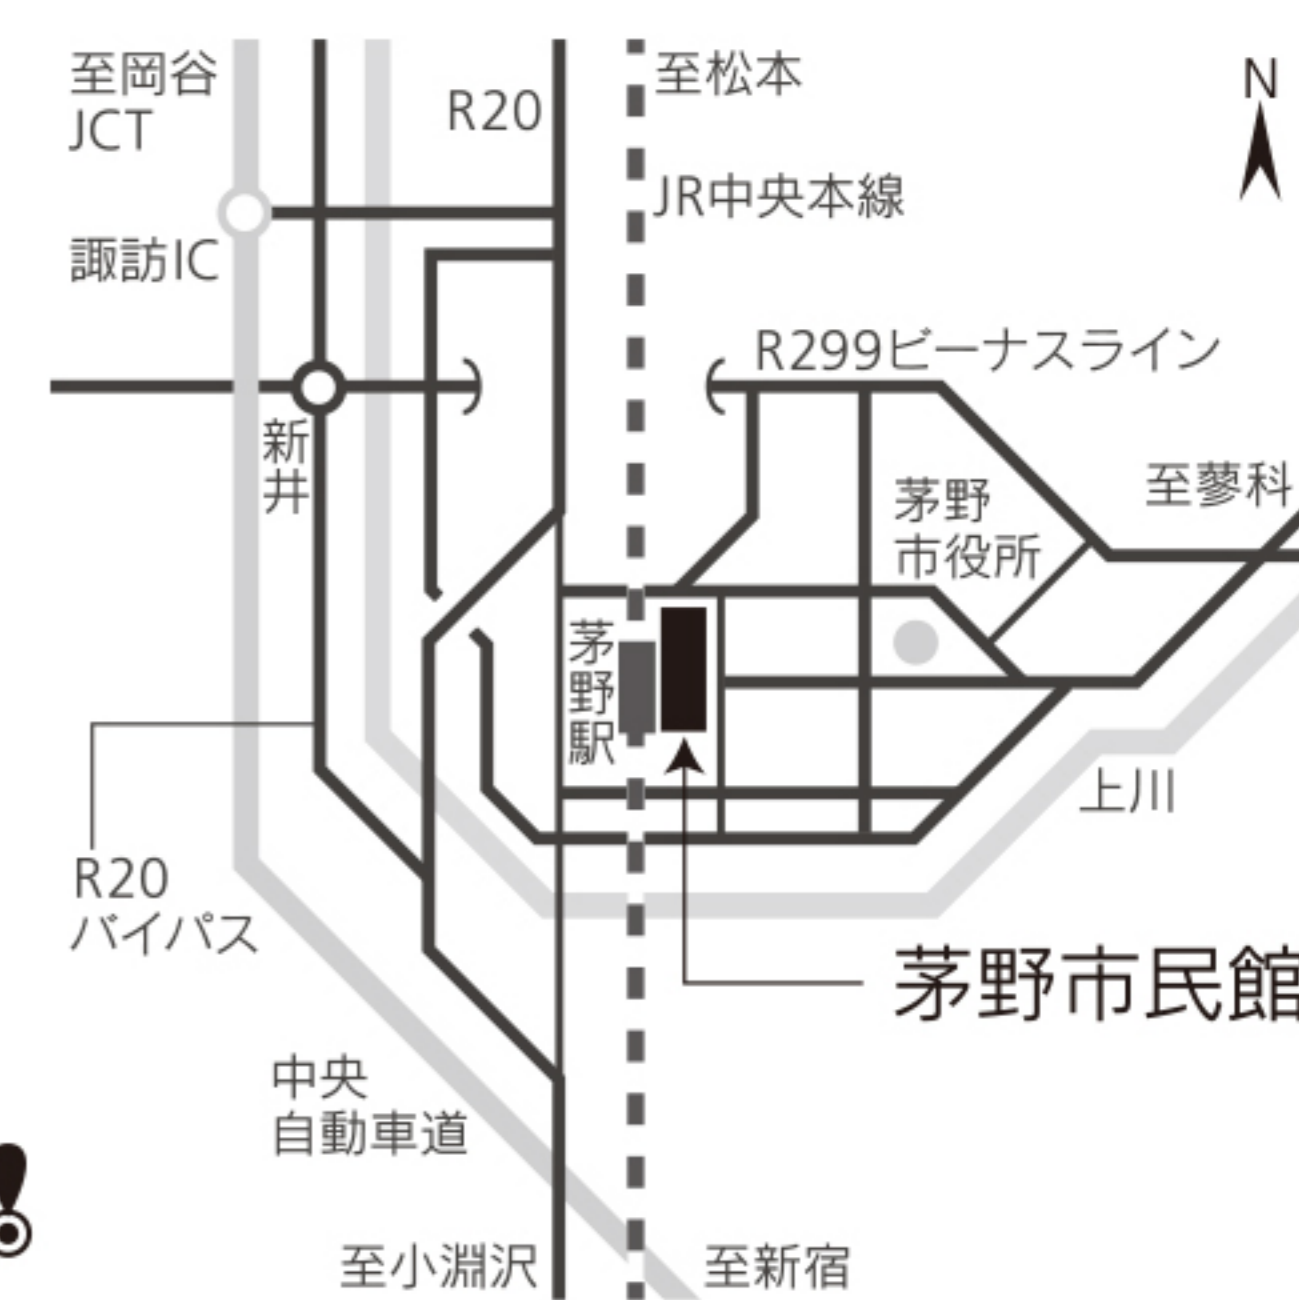 至岡谷
JCT
R20
至松本
N
JR中央本線
諏訪IC
R299ビーナスライン
新井
至蓼科
茅野
市役所
茅野駅
上川
R20
バイパス
茅野市民館
中央
自動車道
至小淵沢
至新宿